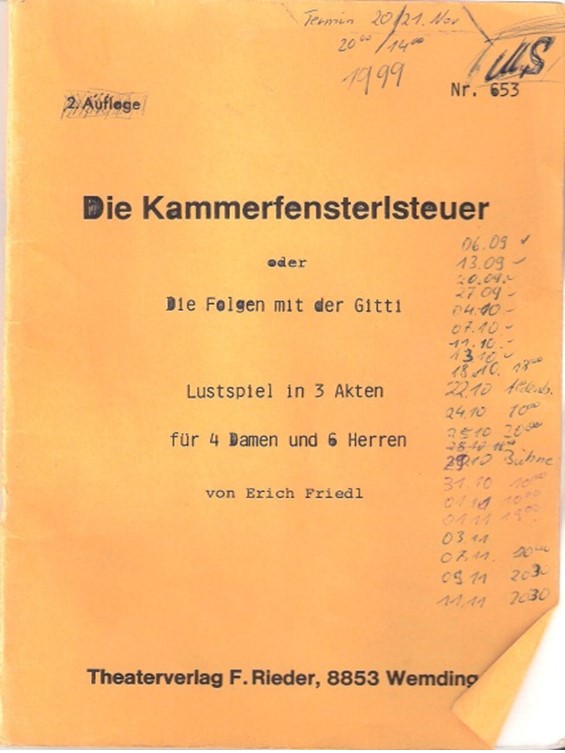 Termin 20/21. Nov
20⁰⁰ / 14⁰⁰
1999
Nr. 653
2. Auflage
Die Kammerfensterlsteuer
oder
Die Folgen mit der Gitti
Lustspiel in 3 Akten
für 4 Damen und 6 Herren
von Erich Friedl
06.09
13.09 -
20.09. -
27 09 -
04.10 -
07.10 -
11.10. -
13 10 -
18.10. 18⁰⁰
22.10
24.10 10⁰⁰
25 10 20⁰⁰
28.10
29 10 Bühne
31.10 10⁰⁰
01.11 10⁰⁰
01.11 19⁰⁰
03.11
07.11. 20⁰⁰
09.11 2030
11.11 2030
Theaterverlag F. Rieder, 8853 Wemding